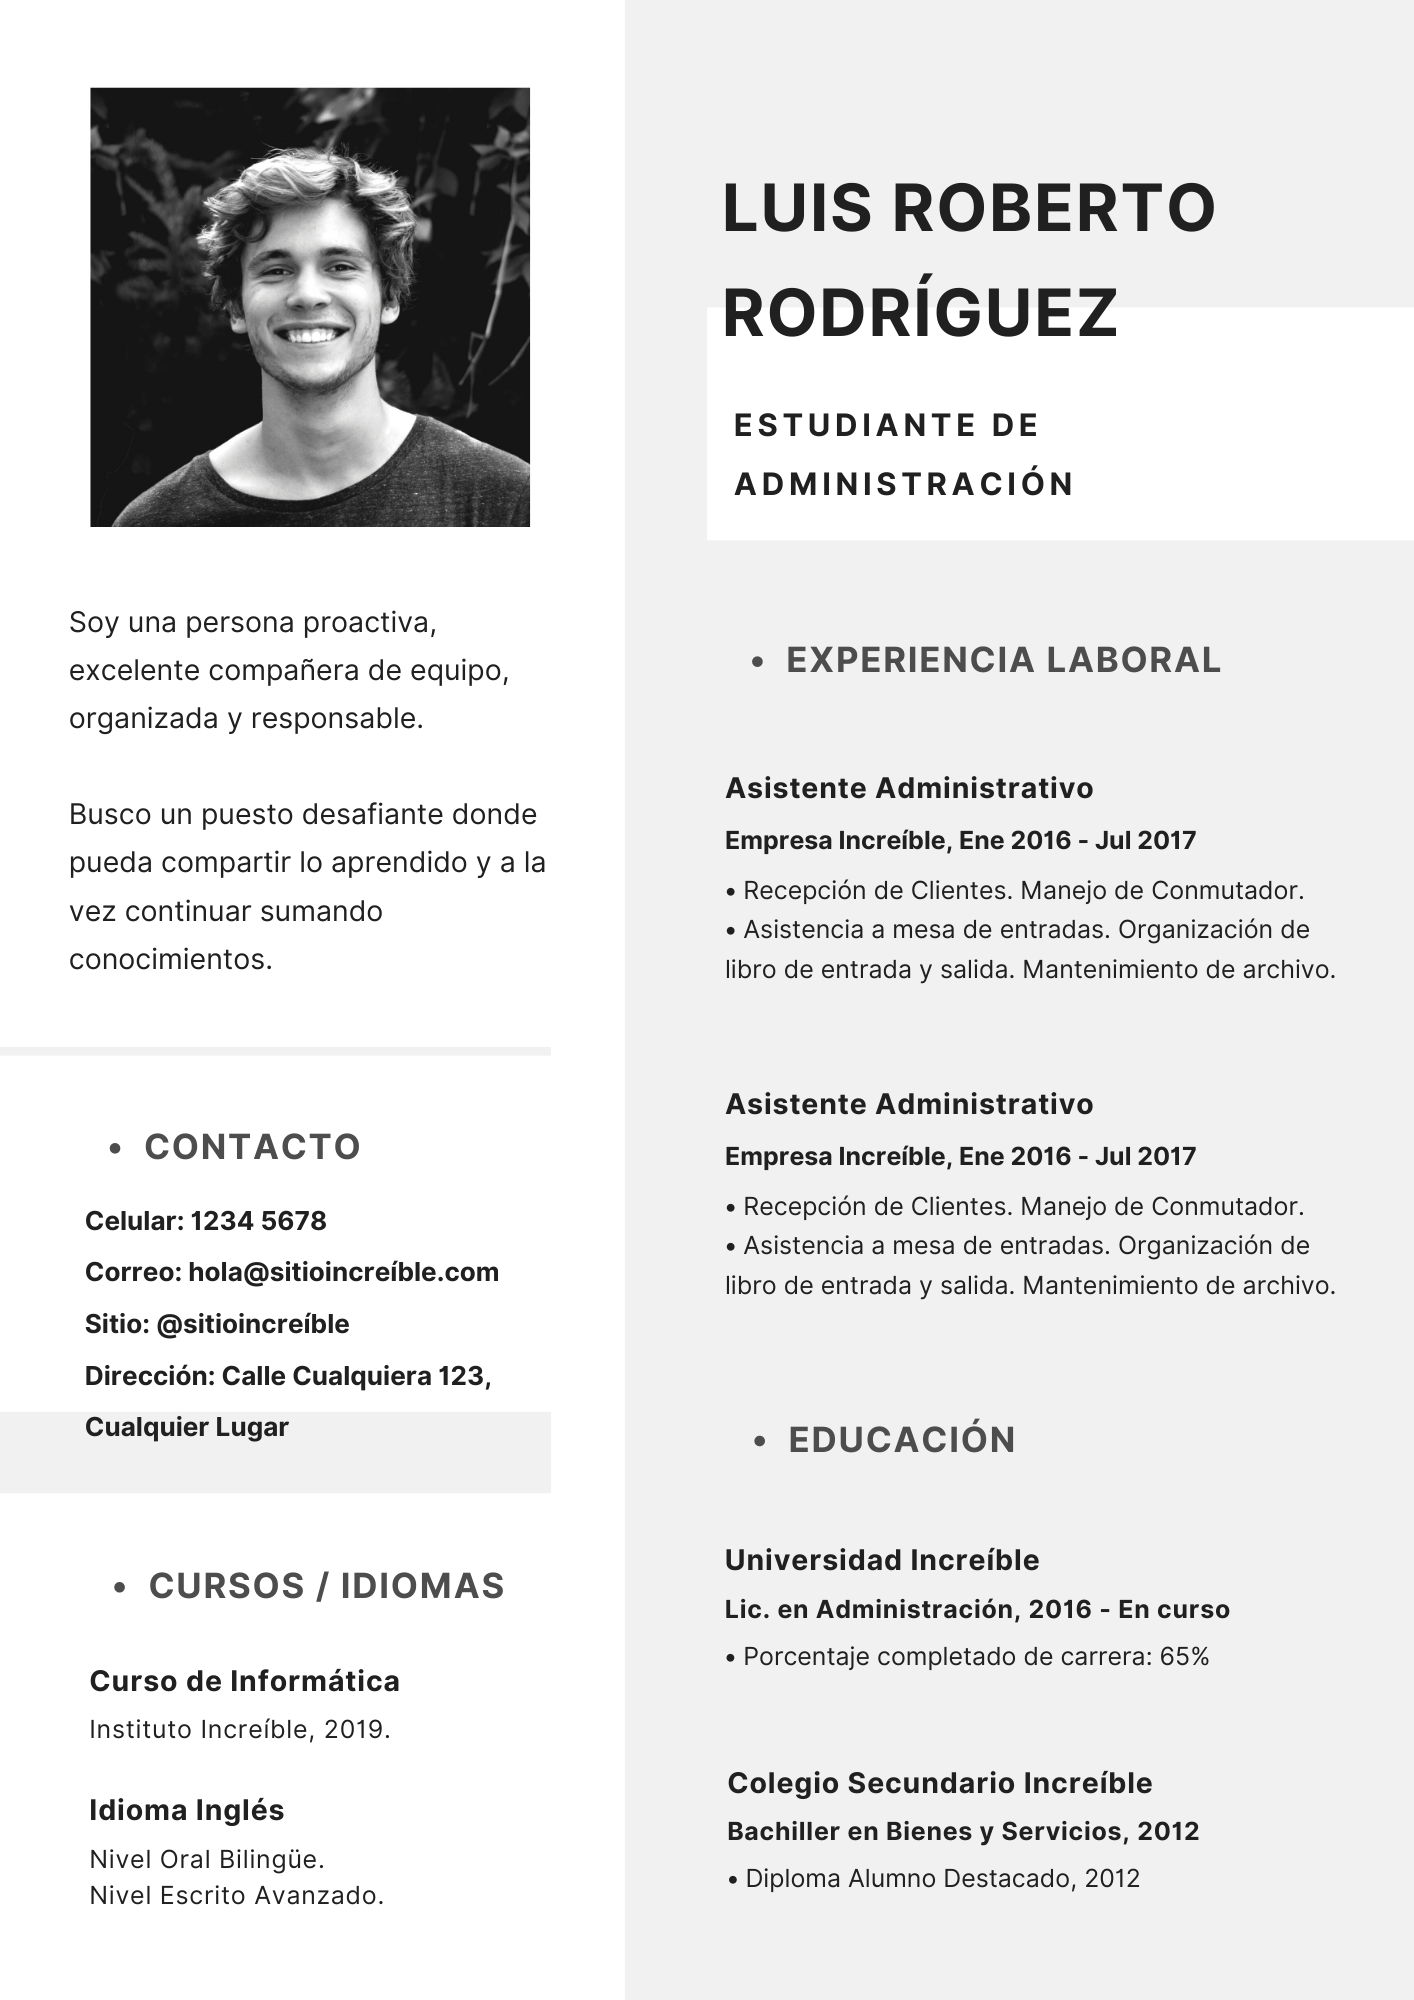 LUIS ROBERTO
RODRÍGUEZ
ESTUDIANTE DE
ADMINISTRACIÓN
Soy una persona proactiva,
excelente compañera de equipo,
organizada y responsable.
Busco un puesto desafiante donde
pueda compartir lo aprendido y a la
vez continuar sumando
conocimientos.
• CONTACTO
Celular: 1234 5678
Correo: hola@sitioincreíble.com
Sitio: @sitioincreíble
Dirección: Calle Cualquiera 123,
Cualquier Lugar
• CURSOS / IDIOMAS
Curso de Informática
Instituto Increíble, 2019.
Idioma Inglés
Nivel Oral Bilingüe.
Nivel Escrito Avanzado.
• EXPERIENCIA LABORAL
Asistente Administrativo
Empresa Increíble, Ene 2016 - Jul 2017
• Recepción de Clientes. Manejo de Conmutador.
• Asistencia a mesa de entradas. Organización de
libro de entrada y salida. Mantenimiento de archivo.
Asistente Administrativo
Empresa Increíble, Ene 2016 - Jul 2017
• Recepción de Clientes. Manejo de Conmutador.
• Asistencia a mesa de entradas. Organización de
libro de entrada y salida. Mantenimiento de archivo.
• EDUCACIÓN
Universidad Increíble
Lic. en Administración, 2016 - En curso
• Porcentaje completado de carrera: 65%
Colegio Secundario Increíble
Bachiller en Bienes y Servicios, 2012
• Diploma Alumno Destacado, 2012